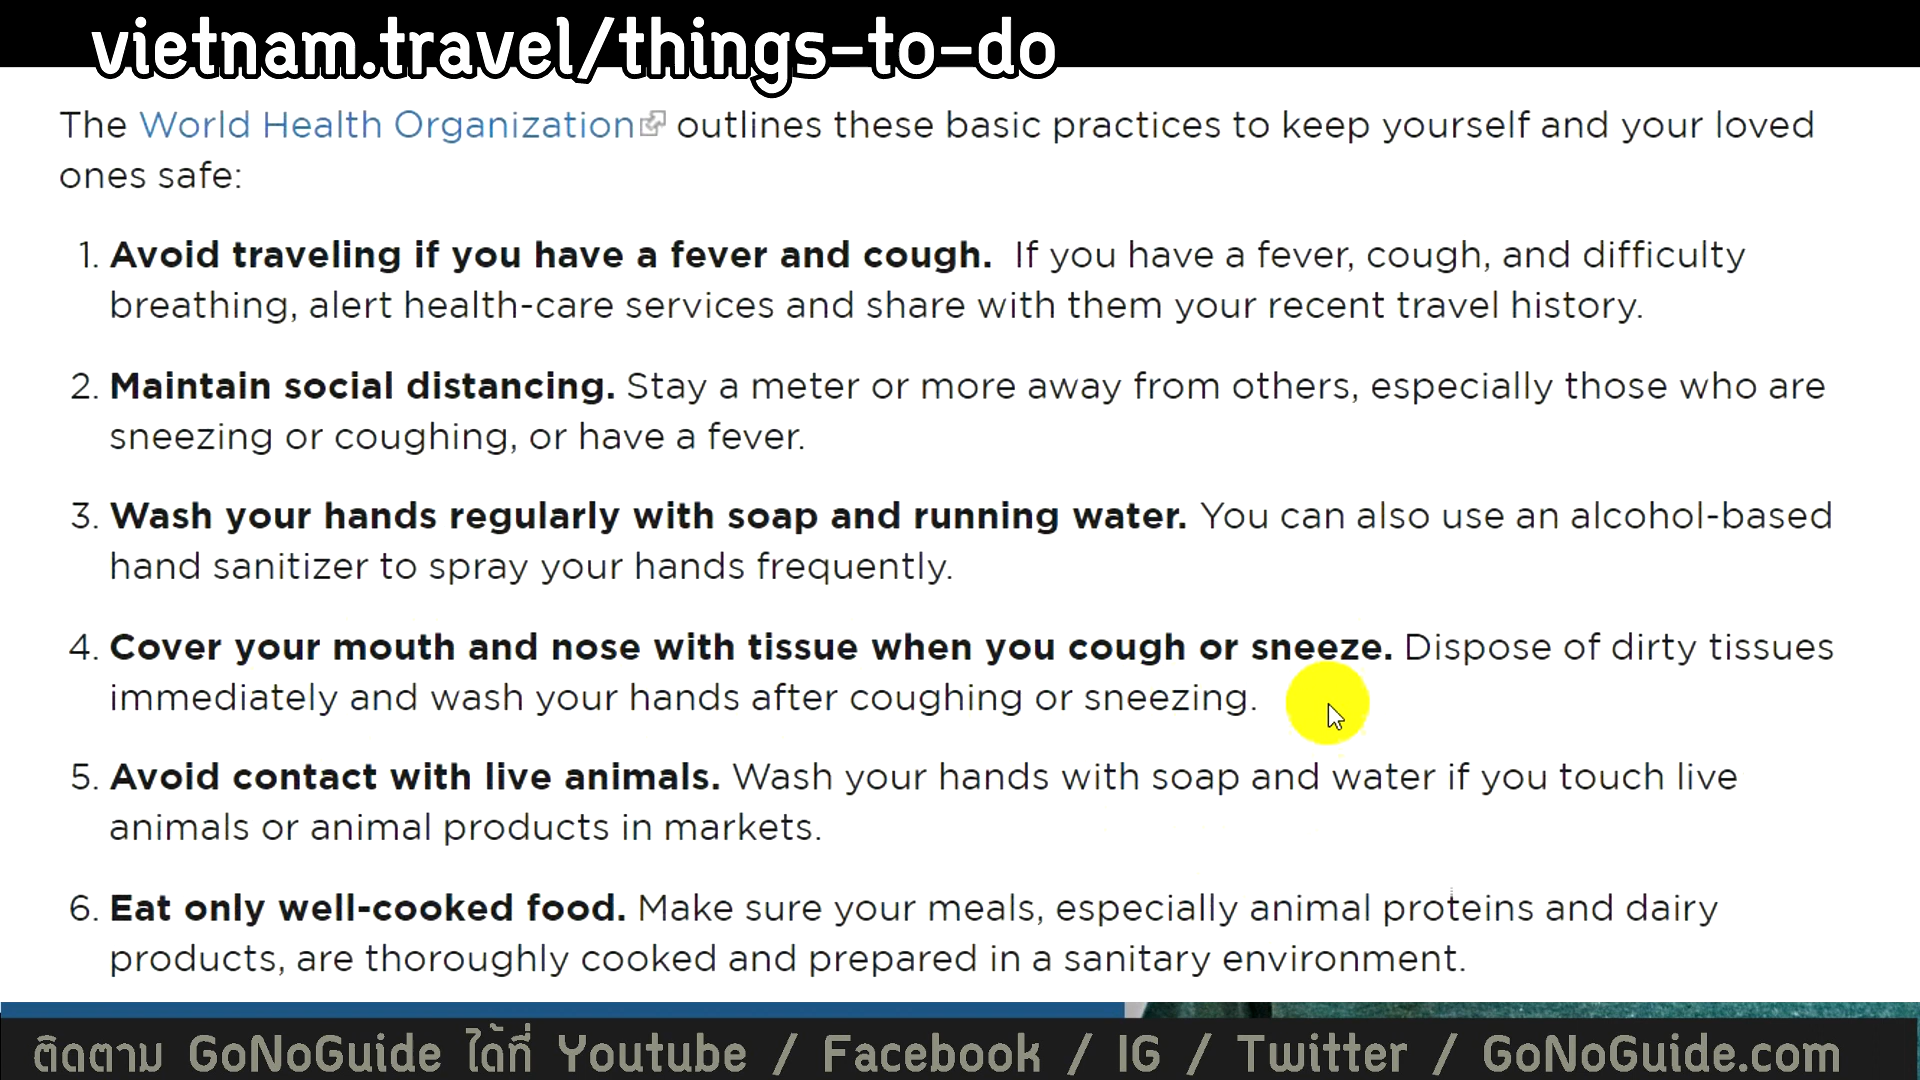 vietnam.travel/things-to-do
The World Health Organization outlines these basic practices to keep yourself and your loved
ones safe:
1. Avoid traveling if you have a fever and cough. If you have a fever, cough, and difficulty
breathing, alert health-care services and share with them your recent travel history.
2. Maintain social distancing. Stay a meter or more away from others, especially those who are
sneezing or coughing, or have a fever.
3. Wash your hands regularly with soap and running water. You can also use an alcohol-based
hand sanitizer to spray your hands frequently.
4. Cover your mouth and nose with tissue when you cough or sneeze. Dispose of dirty tissues
immediately and wash your hands after coughing or sneezing.
5. Avoid contact with live animals. Wash your hands with soap and water if you touch live
animals or animal products in markets.
6. Eat only well-cooked food. Make sure your meals, especially animal proteins and dairy
products, are thoroughly cooked and prepared in a sanitary environment.
ติดตาม GoNoGuide ได้ที่ Youtube / Facebook / IG / Twitter / GoNoGuide.com